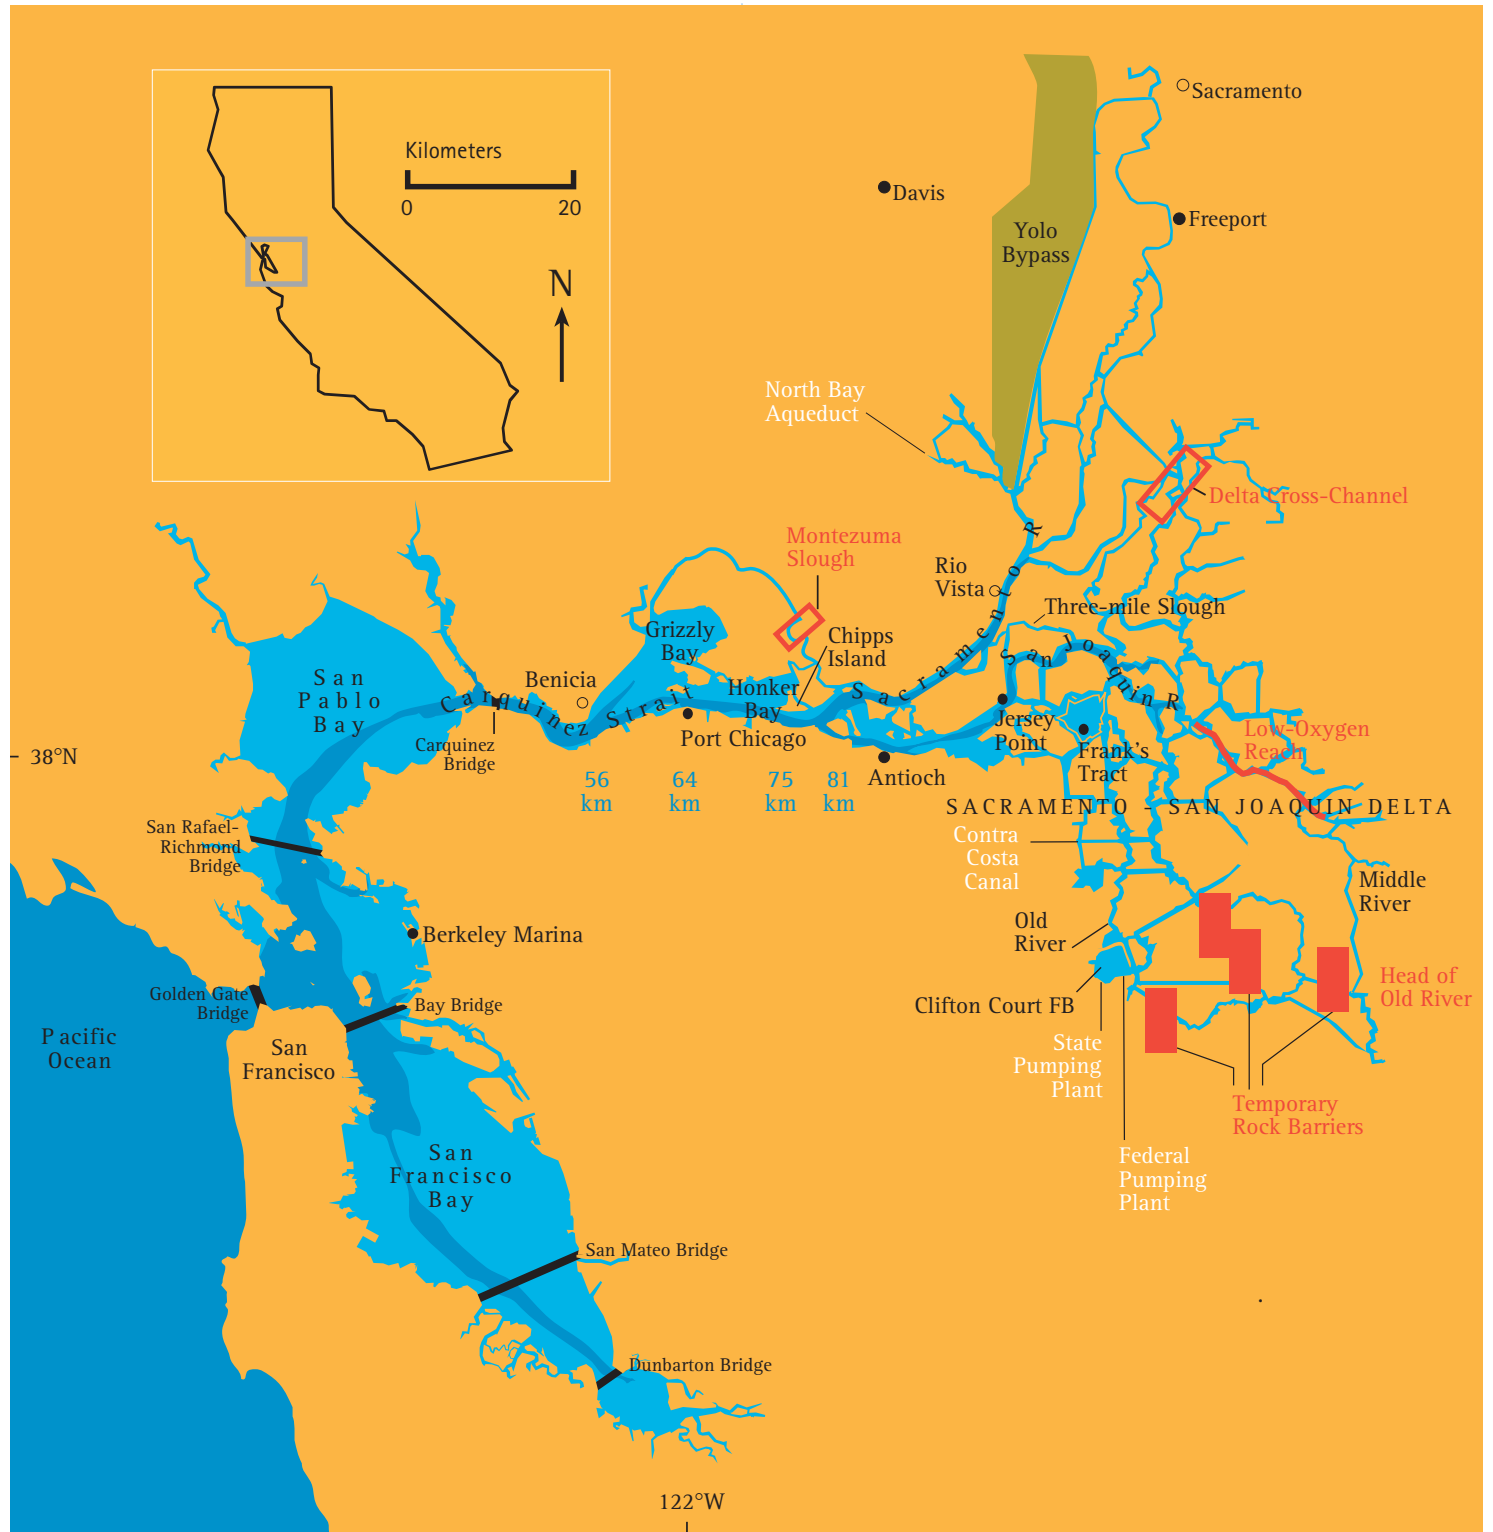 Kilometers
0 20
N
Sacramento
Davis
Freeport
Yolo
Bypass
North Bay
Aqueduct
Delta Cross-Channel
Montezuma
Slough
Rio
Vista
Sacramento R
Three-mile Slough
Grizzly
Bay
Chipps
Island
San Joaquin R
San
Pablo
Bay
Benicia
Carquinez Strait
Honker
Bay
Carquinez
Bridge
Port Chicago
Jersey
Point
Frank's
Tract
Low-Oxygen
Reach
38°N
Antioch
56
km
64
km
75
km
81
km
SACRAMENTO – SAN JOAQUIN DELTA
San Rafael-
Richmond
Bridge
Contra
Costa
Canal
Middle
River
Berkeley Marina
Old
River
Golden Gate
Bridge
Bay Bridge
Clifton Court FB
Head of
Old River
Pacific
Ocean
San
Francisco
State
Pumping
Plant
Temporary
Rock Barriers
San
Francisco
Bay
Federal
Pumping
Plant
San Mateo Bridge
Dunbarton Bridge
122°W